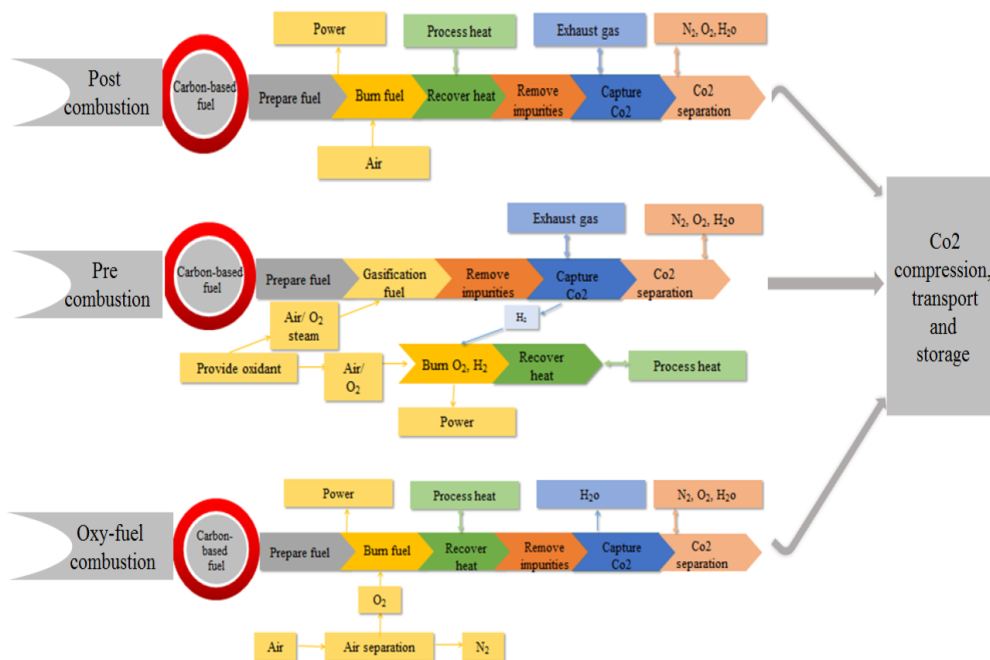 Power
Process heat
Exhaust gas
N₂, O₂, H₂o
Post
combustion
Carbon-based
fuel
Prepare fuel
Burn fuel
Recover heat
Remove
impurities
Capture
Co2
Co2
separation
Air
Exhaust gas
N₂, O₂, H₂o
Pre
combustion
Carbon-based
fuel
Prepare fuel
Gasification
fuel
Remove
impurities
Capture
Co2
Co2
separation
H₂
Air/ O₂
steam
Provide oxidant
Air/
O₂
Burn O₂, H₂
Recover
heat
Process heat
Power
Co2
compression,
transport
and
storage
Power
Process heat
H₂o
N₂, O₂, H₂o
Oxy-fuel
combustion
Carbon-
based
fuel
Prepare fuel
Burn fuel
Recover
heat
Remove
impurities
Capture
Co2
Co2
separation
O₂
Air
Air separation
N₂